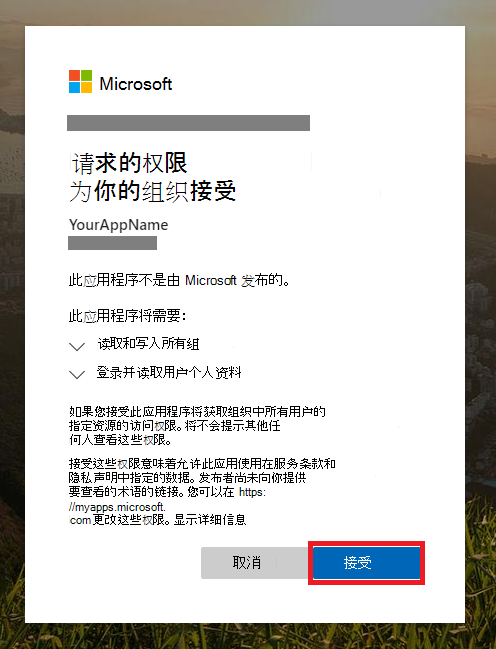 Microsoft
请求的权限
为你的组织接受
YourAppName
此应用程序不是由 Microsoft 发布的。
此应用程序将需要：
读取和写入所有组
登录并读取用户个人资料
如果您接受此应用程序将获取组织中所有用户的
指定资源的访问权限。将不会提示其他任
何人查看这些权限。
接受这些权限意味着允许此应用使用在服务条款和
隐私声明中指定的数据。发布者尚未向你提供
要查看的术语的链接。您可以在 https:
//myapps.microsoft.
com更改这些权限。显示详细信息
取消
接受